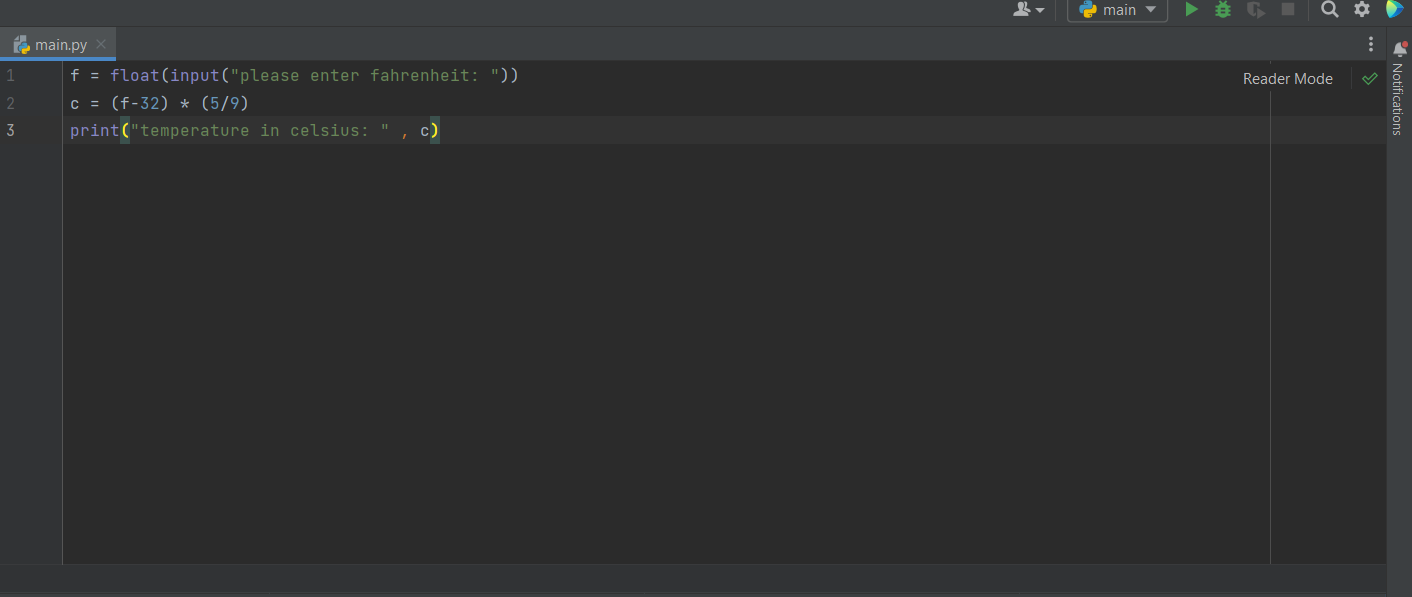 main
main.py
Reader Mode
1 f = float(input("please enter fahrenheit: "))
2 c = (f-32) * (5/9)
3 print("temperature in celsius: " , c)
Notifications